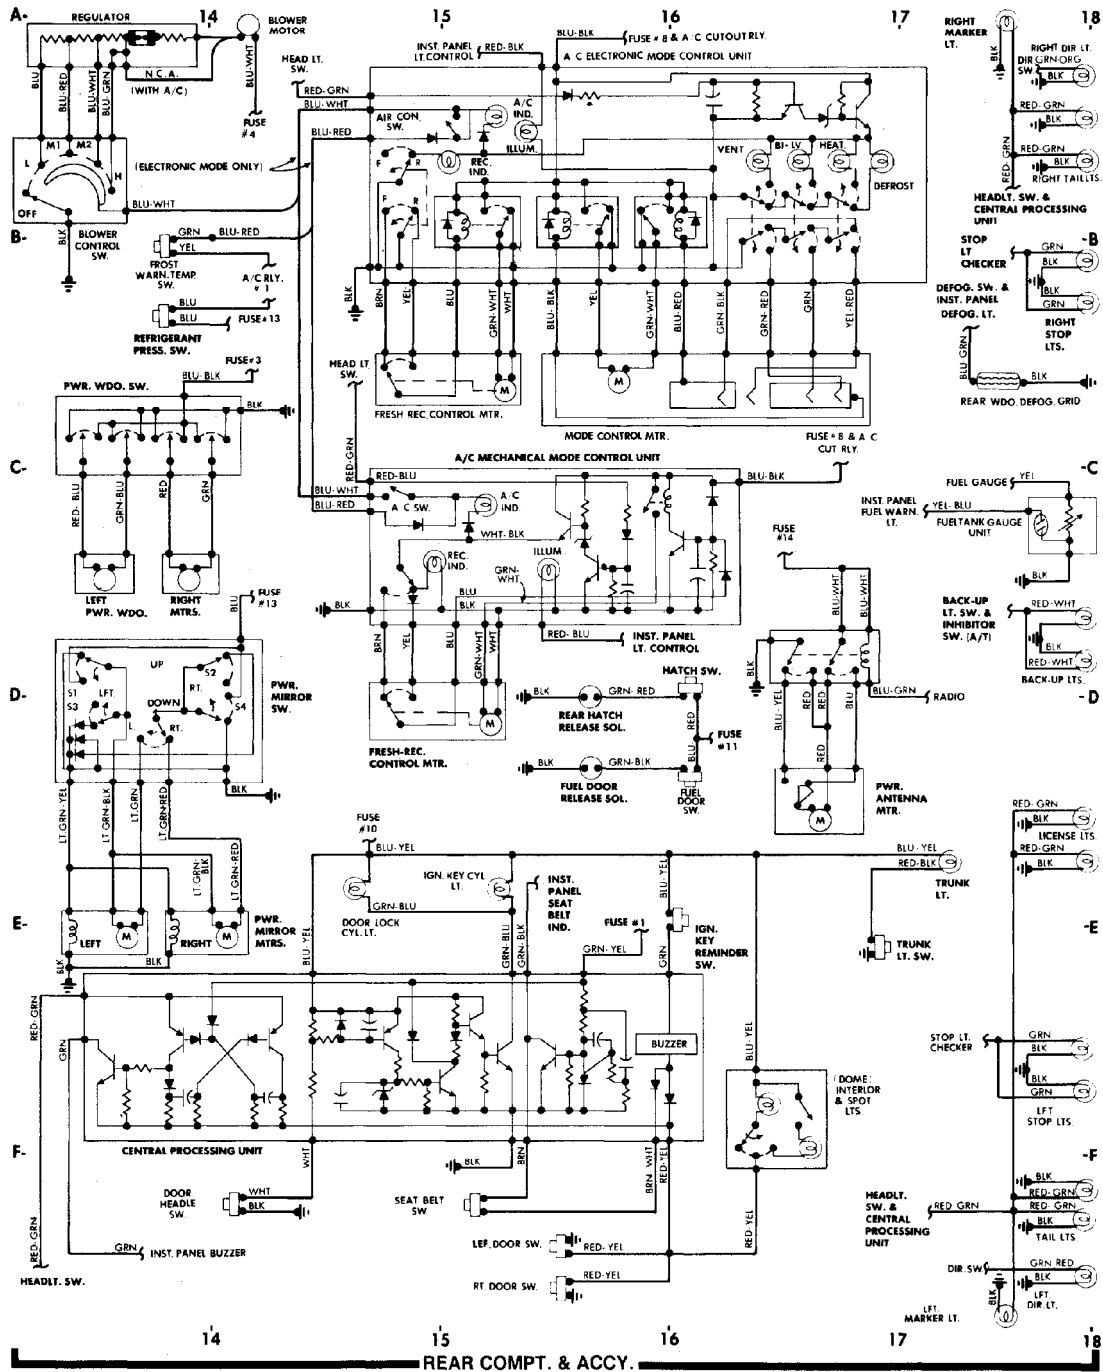 A-
14
15
16
17
18
REGULATOR
BLOWER
MOTOR
N.C.A.
(WITH A/C)
BLU
BLU-RED
BLU-WHT
BLU-GRN
BLU-WHT
FUSE
#4
M1
M2
L
H
OFF
BLU-WHT
(ELECTRONIC MODE ONLY)
B-
BLK
BLOWER
CONTROL
SW.
GRN
BLU-RED
YEL
FROST
WARN.TEMP.
SW.
A/C RLY.
# 1
BLU
BLU
FUSE#13
REFRIGERANT
PRESS. SW.
HEAD LT.
SW.
RED-GRN
BLU-WHT
BLU-RED
INST. PANEL
LT.CONTROL
RED-BLK
BLU-BLK
FUSE # 8 & A/C CUTOUT RLY.
A C ELECTRONIC MODE CONTROL UNIT
AIR CON.
SW.
A/C
IND.
ILLUM.
REC.
IND.
F
R
F
R
VENT
BI-LV
HEAT
DEFROST
BLK
BRN
YEL
BLU
GRN-WHT
WHT
BLU-BLK
YEL
GRN-WHT
BLU-RED
GRN-RED
GRN
YEL-RED
HEAD LT
SW.
M
FRESH REC.CONTROL MTR.
M
MODE CONTROL MTR.
RED-GRN
FUSE #8 & A C
CUT RLY.
RIGHT
MARKER
LT.
BLK
RIGHT DIR LT.
DIR
SW.
GRN-ORG
BLK
RED-GRN
BLK
RED-GRN
BLK
RIGHT TAIL LTS.
RED-GRN
HEADLT. SW. &
CENTRAL PROCESSING
UNIT
STOP
LT
CHECKER
GRN
BLK
BLK
GRN
RIGHT
STOP
LTS.
-B
DEFOG. SW. &
INST. PANEL
DEFOG. LT.
BLU-GRN
BLK
REAR WDO. DEFOG. GRID
PWR. WDO. SW.
FUSE#3
BLU-BLK
BLK
C-
RED-BLU
GRN-BLU
RED
GRN
LEFT
PWR. WDO.
RIGHT
MTRS.
A/C MECHANICAL MODE CONTROL UNIT
RED-BLU
BLU-WHT
BLU-RED
A C SW.
A/C
IND.
WHT-BLK
REC.
IND.
ILLUM
GRN-
WHT
BLU
BLK
BLK
BLU-BLK
BRN
YEL
BLU
GRN-WHT
WHT
RED-BLU
INST. PANEL
LT. CONTROL
M
FRESH-REC.
CONTROL MTR.
FUSE
#14
BLU-WHT
BLU-WHT
BLK
BLU-GRN
RADIO
BLU-YEL
RED
RED
BLU
RED
M
PWR.
ANTENNA
MTR.
-C
FUEL GAUGE
YEL
INST. PANEL
FUEL WARN.
LT.
YEL-BLU
FUELTANK GAUGE
UNIT
BLK
BACK-UP
LT. SW. &
INHIBITOR
SW. (A/T)
RED-WHT
BLK
BLK
RED-WHT
BACK-UP LTS.
-D
BLU
FUSE
#13
D-
UP
S1
S3
LFT.
S2
RT.
DOWN
L
RT.
S4
PWR.
MIRROR
SW.
BLK
LT.GRN-YEL
LT.GRN-BLK
LT.GRN
LT.GRN-RED
LT.GRN-
BLK
LT.GRN-RED
HATCH SW.
BLK
GRN-RED
REAR HATCH
RELEASE SOL.
RED
FUSE
#11
BLU
BLK
GRN-BLK
FUEL DOOR
RELEASE SOL.
FUEL
DOOR
SW.
E-
LEFT
M
RIGHT
M
PWR.
MIRROR
MTRS.
BLK
BLK
FUSE
#10
BLU-YEL
GRN-BLU
DOOR LOCK
CYL.LT.
IGN. KEY CYL
LT.
INST.
PANEL
SEAT
BELT
IND.
BLU-YEL
GRN-BLU
GRN-BLK
FUSE #1
GRN-YEL
BLU-YEL
IGN.
KEY
REMINDER
SW.
GRN
BLU-YEL
RED-BLK
TRUNK
LT.
TRUNK
LT. SW.
RED-GRN
BLK
LICENSE LTS.
RED-GRN
BLK
-E
RED-GRN
GRN
BUZZER
BLU-YEL
(DOME)
INTERIOR
& SPOT
LTS.
STOP LT.
CHECKER
GRN
BLK
BLK
GRN
LFT
STOP LTS.
F-
CENTRAL PROCESSING UNIT
WHT
BLK
BRN
BRN-WHT
RED-YEL
DOOR
HEADLE
SW.
WHT
BLK
SEAT BELT
SW
RED-GRN
GRN
INST. PANEL BUZZER
HEADLT. SW.
LEF. DOOR SW.
RED-YEL
RT. DOOR SW.
RED-YEL
RED-YEL
HEADLT.
SW. &
CENTRAL
PROCESSING
UNIT
RED GRN
-F
BLK
RED-GRN
RED-GRN
BLK
TAIL LTS.
DIR.SW.
GRN RED
BLK
LFT
DIR.LT.
BLK
LFT.
MARKER LT.
14
15
16
17
18
REAR COMPT. & ACCY.